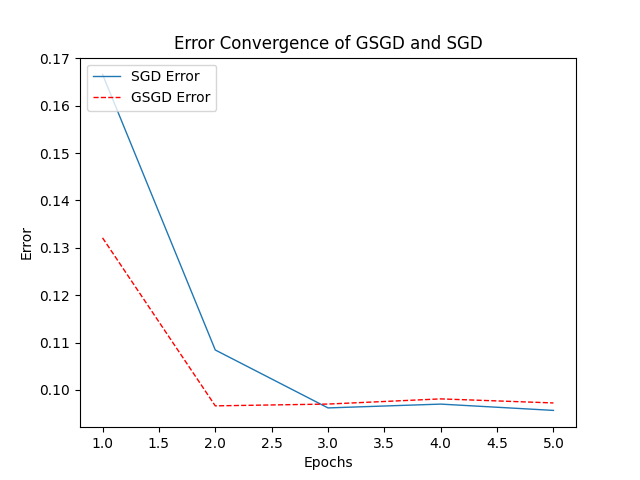 Error Convergence of GSGD and SGD
SGD Error
GSGD Error
0.17
0.16
0.15
0.14
0.13
0.12
0.11
0.10
Error
1.0 1.5 2.0 2.5 3.0 3.5 4.0 4.5 5.0
Epochs